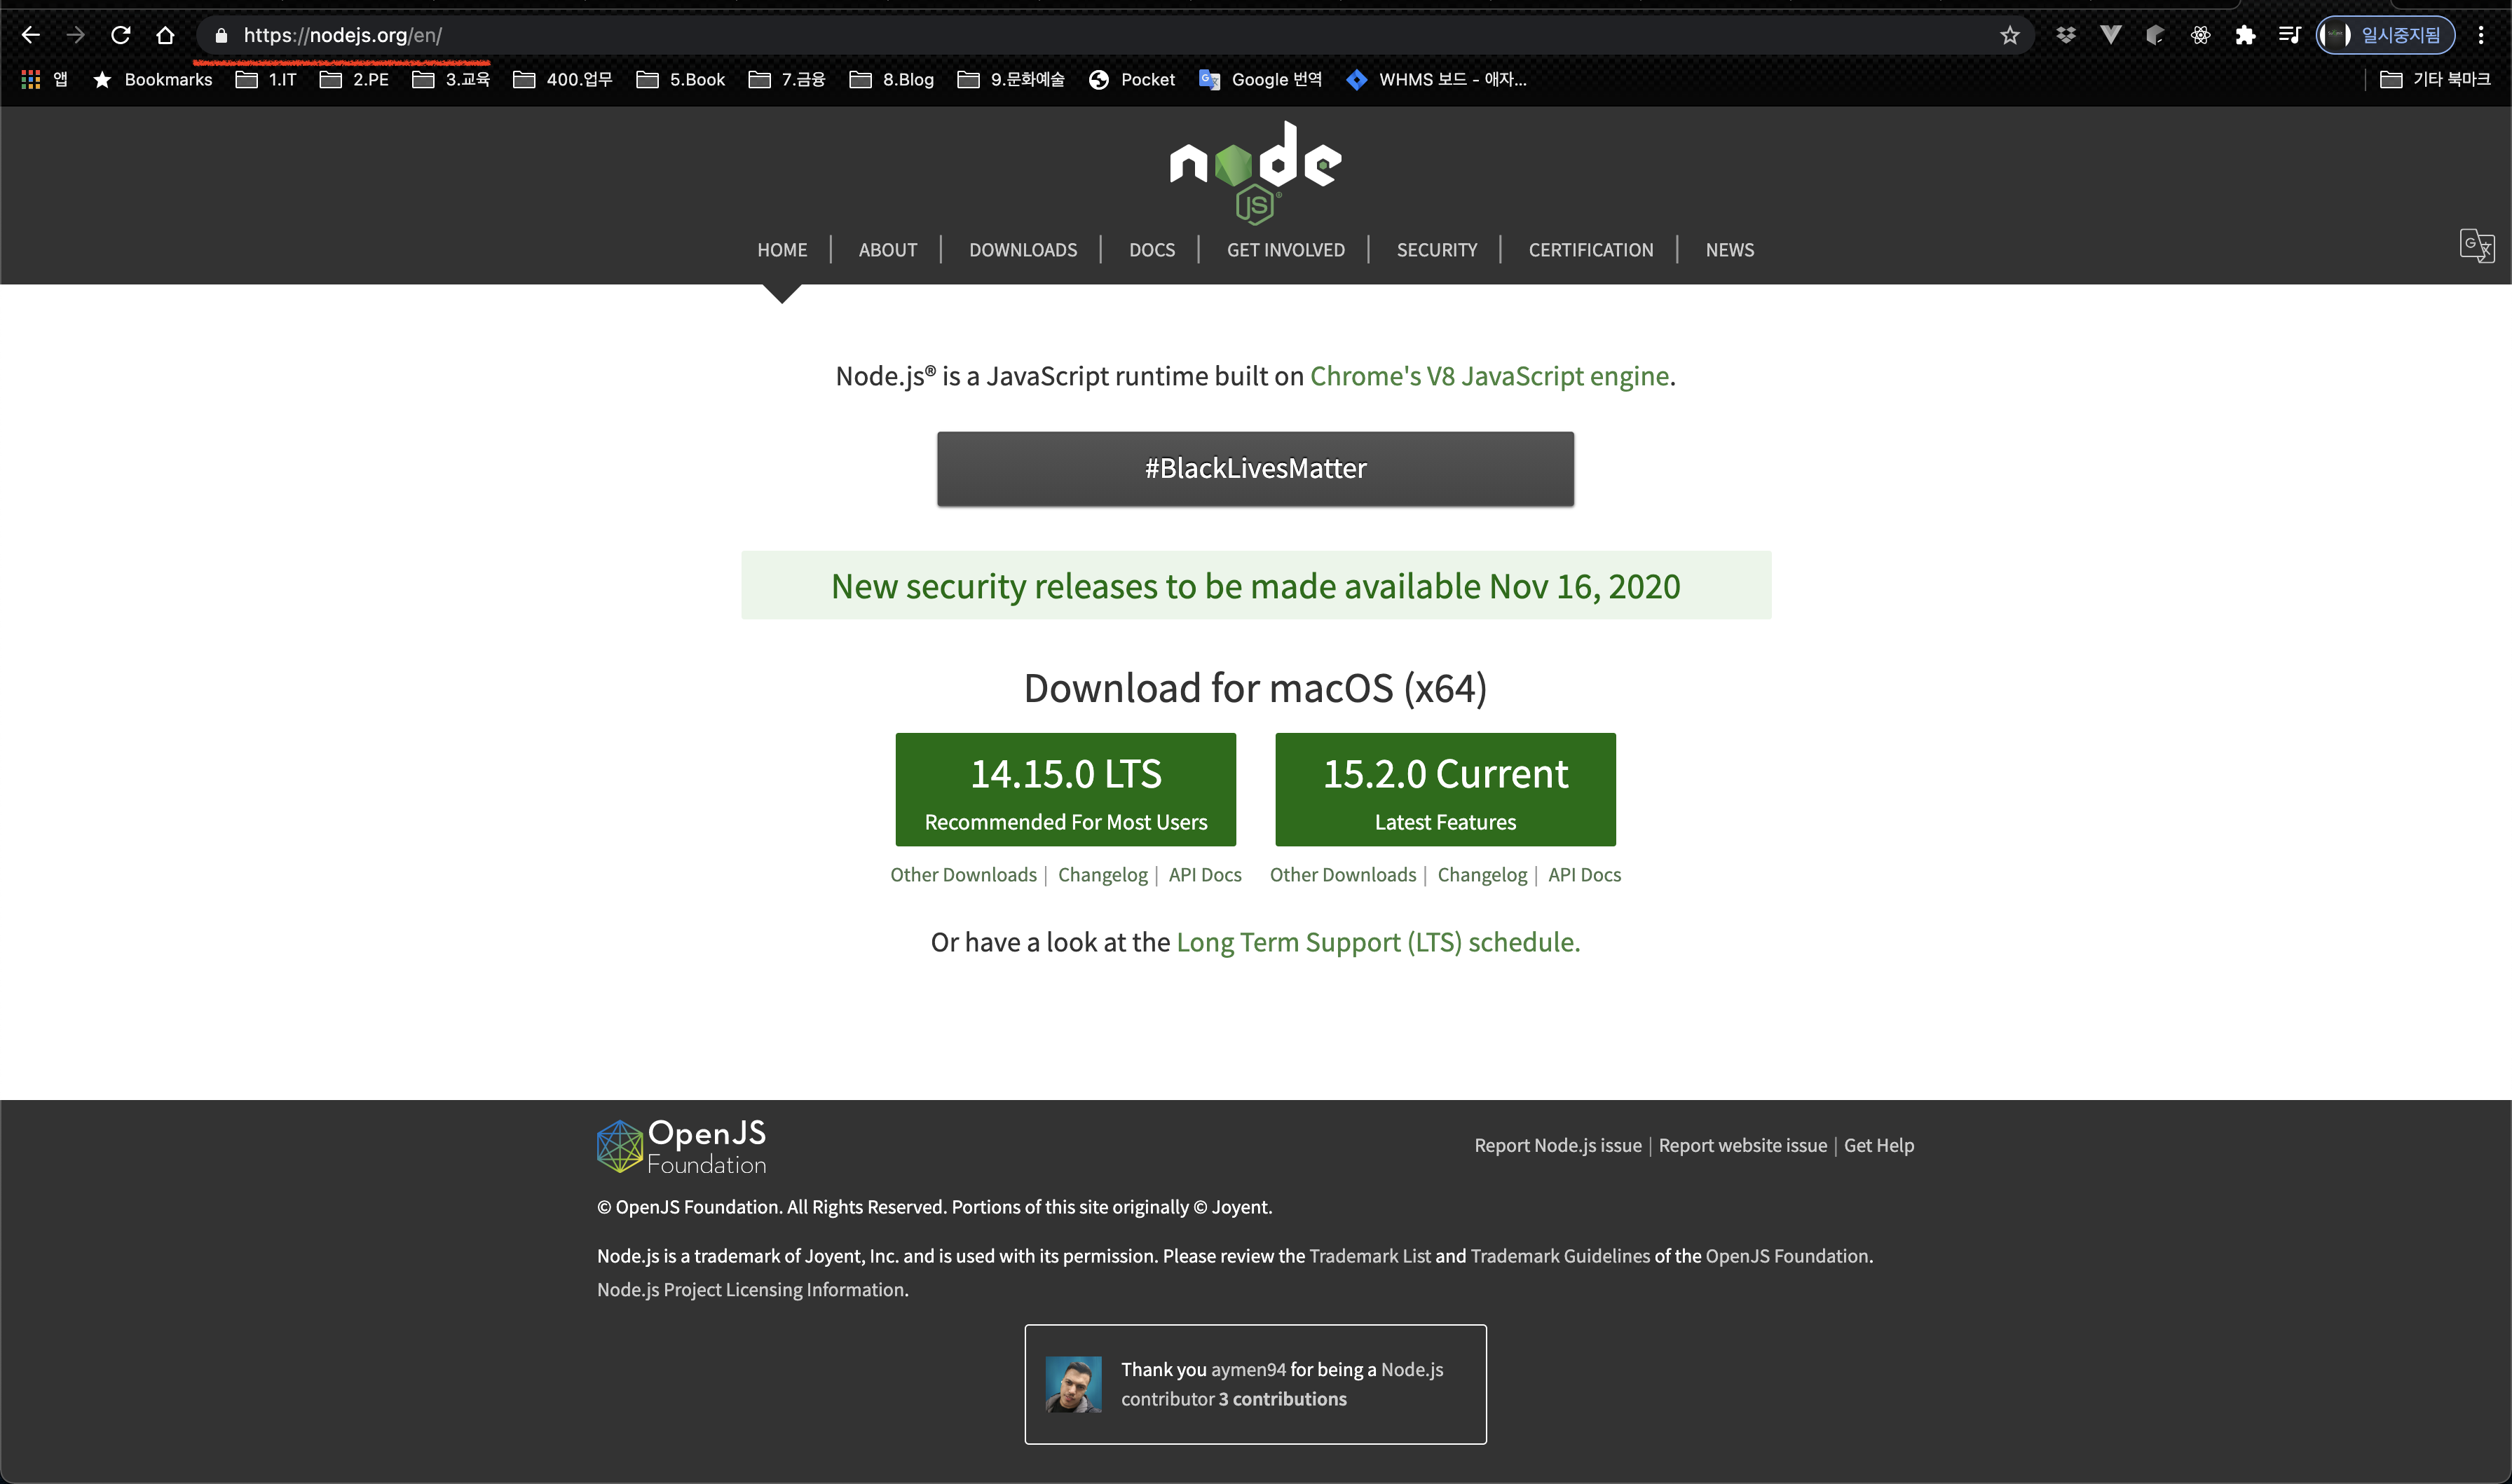 https://nodejs.org/en/
일시중지됨
앱 Bookmarks 1.IT 2.PE 3.교육 400.업무 5.Book 7.금융 8.Blog 9.문화예술 Pocket Google 번역 WHMS 보드 - 애자... 기타 북마크
node
JS®
HOME ABOUT DOWNLOADS DOCS GET INVOLVED SECURITY CERTIFICATION NEWS
Node.js® is a JavaScript runtime built on Chrome's V8 JavaScript engine.
#BlackLivesMatter
New security releases to be made available Nov 16, 2020
Download for macOS (x64)
14.15.0 LTS
Recommended For Most Users
15.2.0 Current
Latest Features
Other Downloads | Changelog | API Docs
Other Downloads | Changelog | API Docs
Or have a look at the Long Term Support (LTS) schedule.
OpenJS
Foundation
Report Node.js issue | Report website issue | Get Help
© OpenJS Foundation. All Rights Reserved. Portions of this site originally © Joyent.
Node.js is a trademark of Joyent, Inc. and is used with its permission. Please review the Trademark List and Trademark Guidelines of the OpenJS Foundation.
Node.js Project Licensing Information.
Thank you aymen94 for being a Node.js
contributor 3 contributions